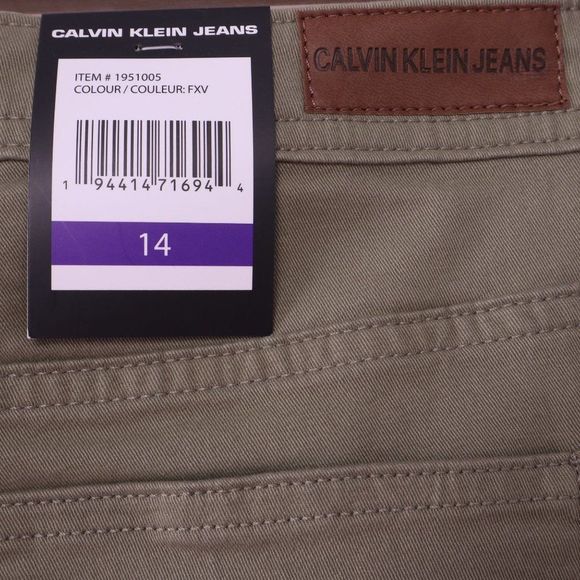 CALVIN KLEIN JEANS
ITEM # 1951005
COLOUR / COULEUR: FXV
1 94414 71694 4
14
CALVIN KLEIN JEANS